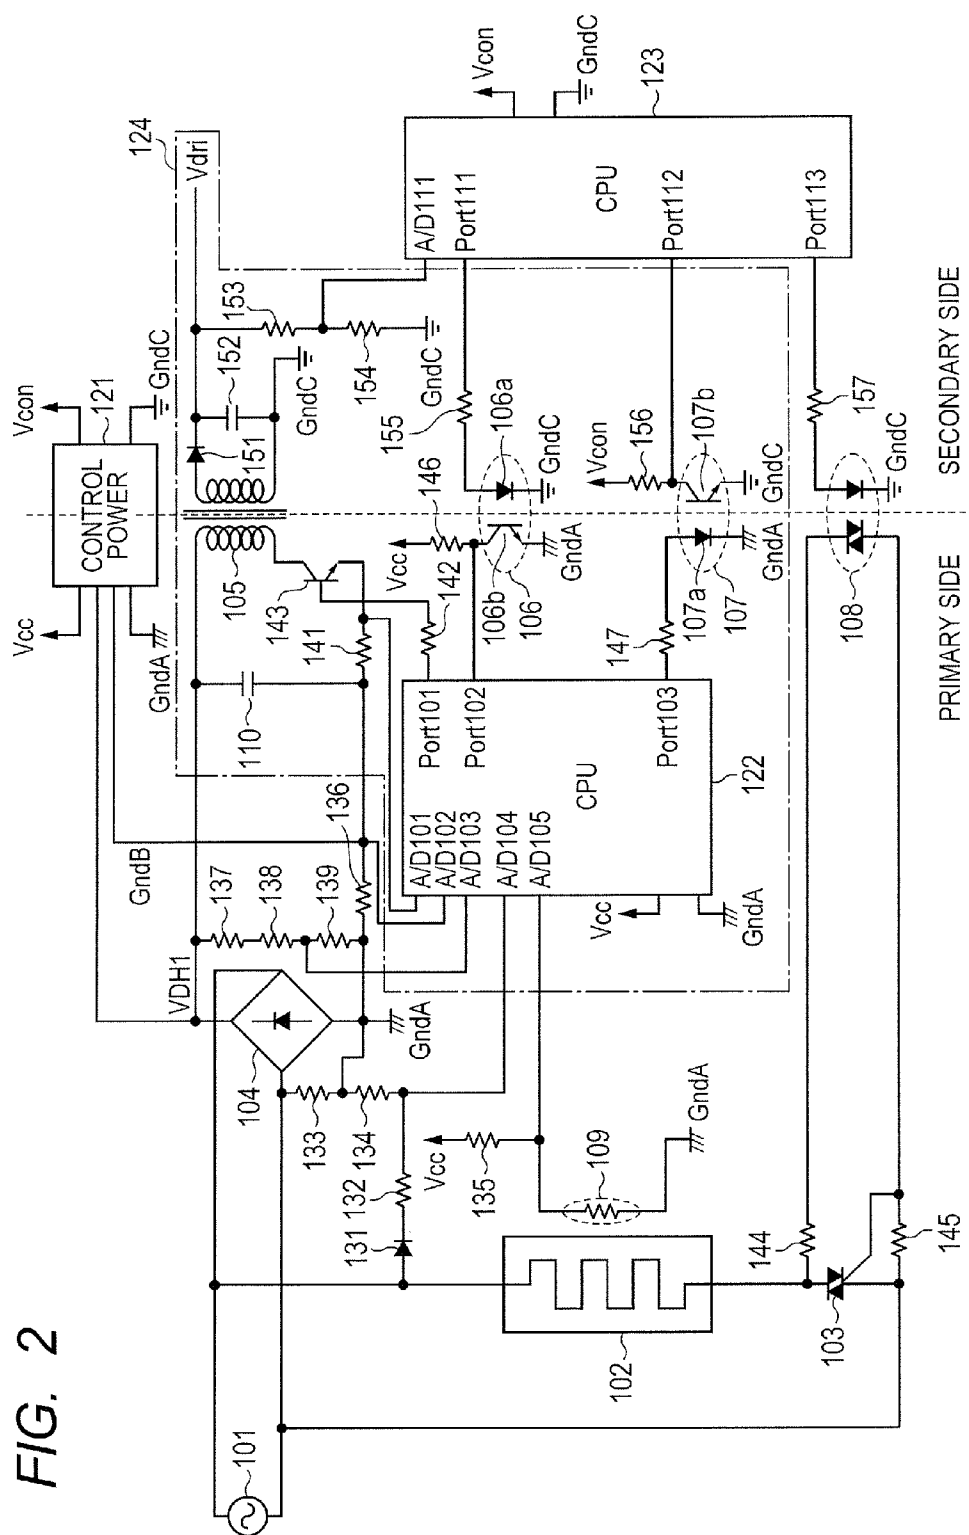 FIG. 2
Vcc
Vcon
CONTROL
POWER
121
GndA
GndC
124
Vdri
VDH1
GndB
101
104
137
138
139
136
110
105
143
141
142
151
152
GndC
153
154
GndC
GndA
133
134
131
132
Vcc
135
109
GndA
A/D101
A/D102
A/D103
A/D104
A/D105
Port101
Port102
Port103
CPU
122
Vcc
GndA
Vcc
146
106b
106
GndA
155
106a
GndC
147
107a
107
GndA
Vcon
156
107b
GndC
A/D111
Port111
Port112
Port113
CPU
123
Vcon
GndC
102
103
144
145
108
157
GndC
PRIMARY SIDE
SECONDARY SIDE